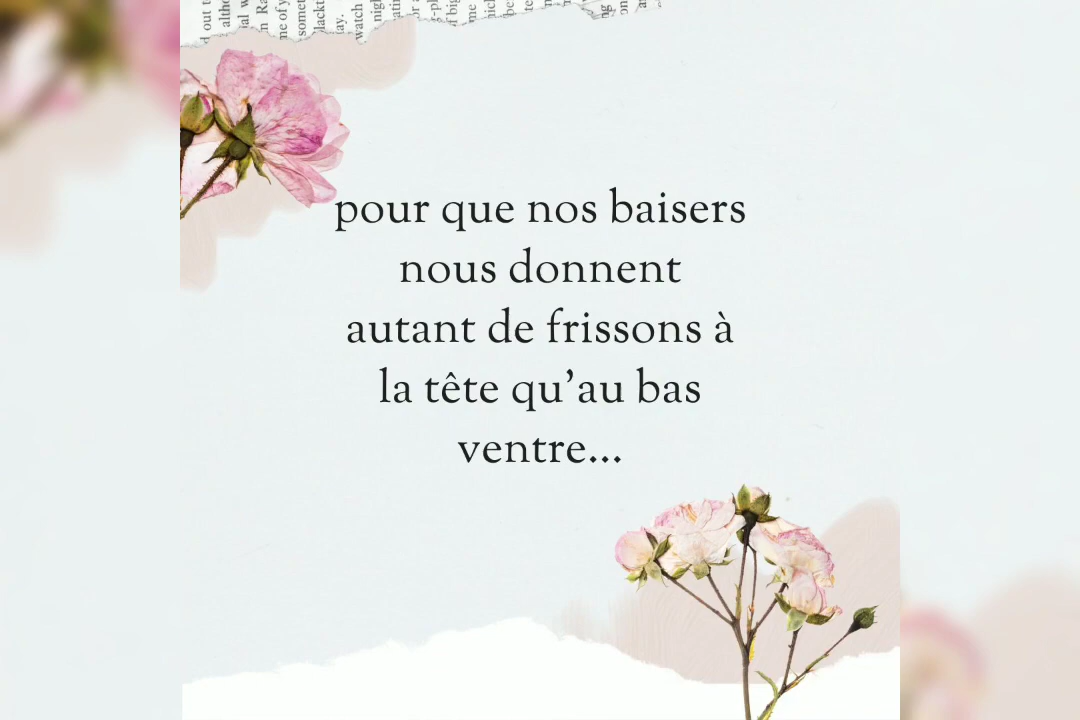 pour que nos baisers
nous donnent
autant de frissons à
la tête qu’au bas
ventre...